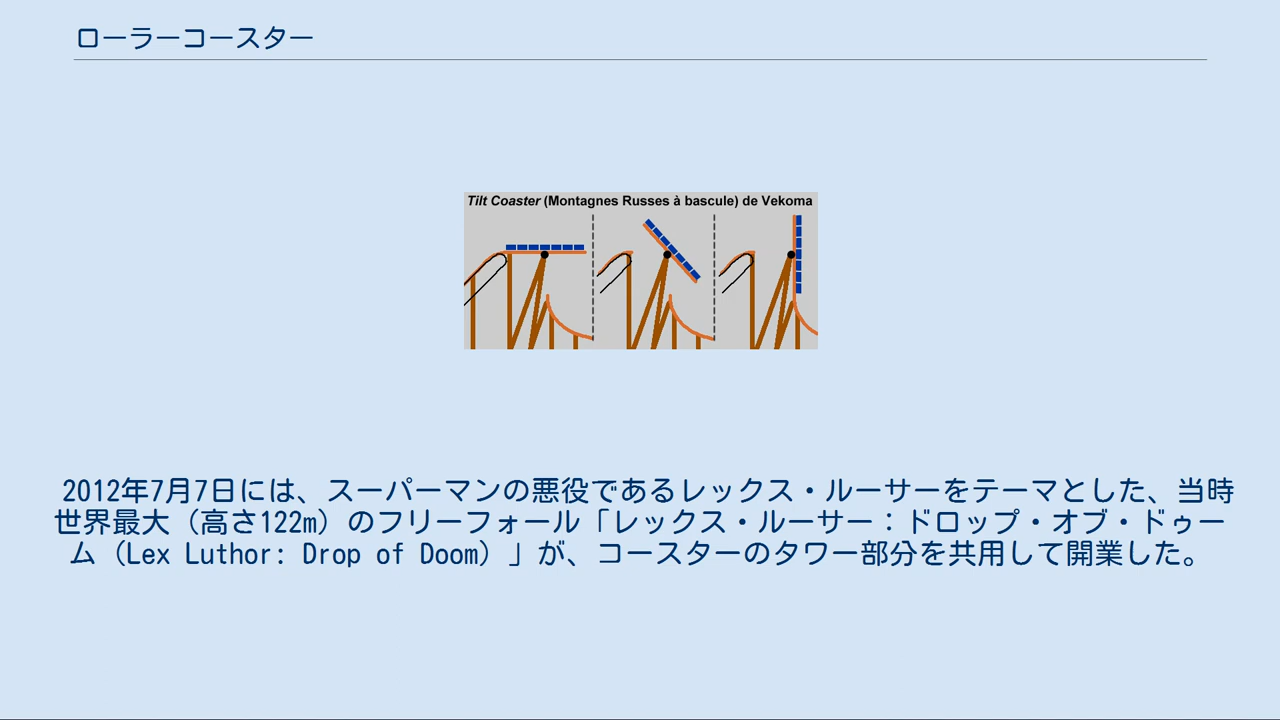 ローラーコースター
Tilt Coaster (Montagnes Russes à bascule) de Vekoma
2012年7月7日には、スーパーマンの悪役であるレックス・ルーサーをテーマとした、当時
世界最大（高さ122m）のフリーフォール「レックス・ルーサー：ドロップ・オブ・ドゥー
ム（Lex Luthor: Drop of Doom）」が、コースターのタワー部分を共用して開業した。